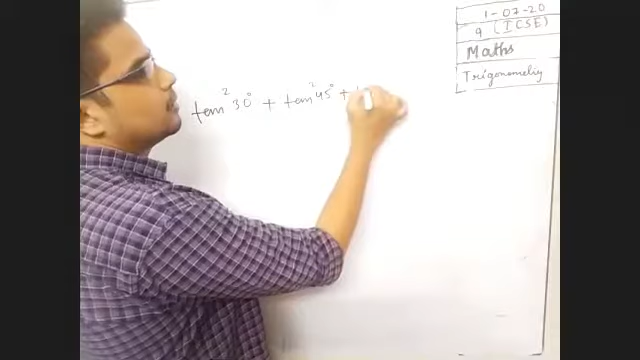 1-07-20
9 (ICSE)
Maths
Trigonometry
tan² 30° + tan² 45° +